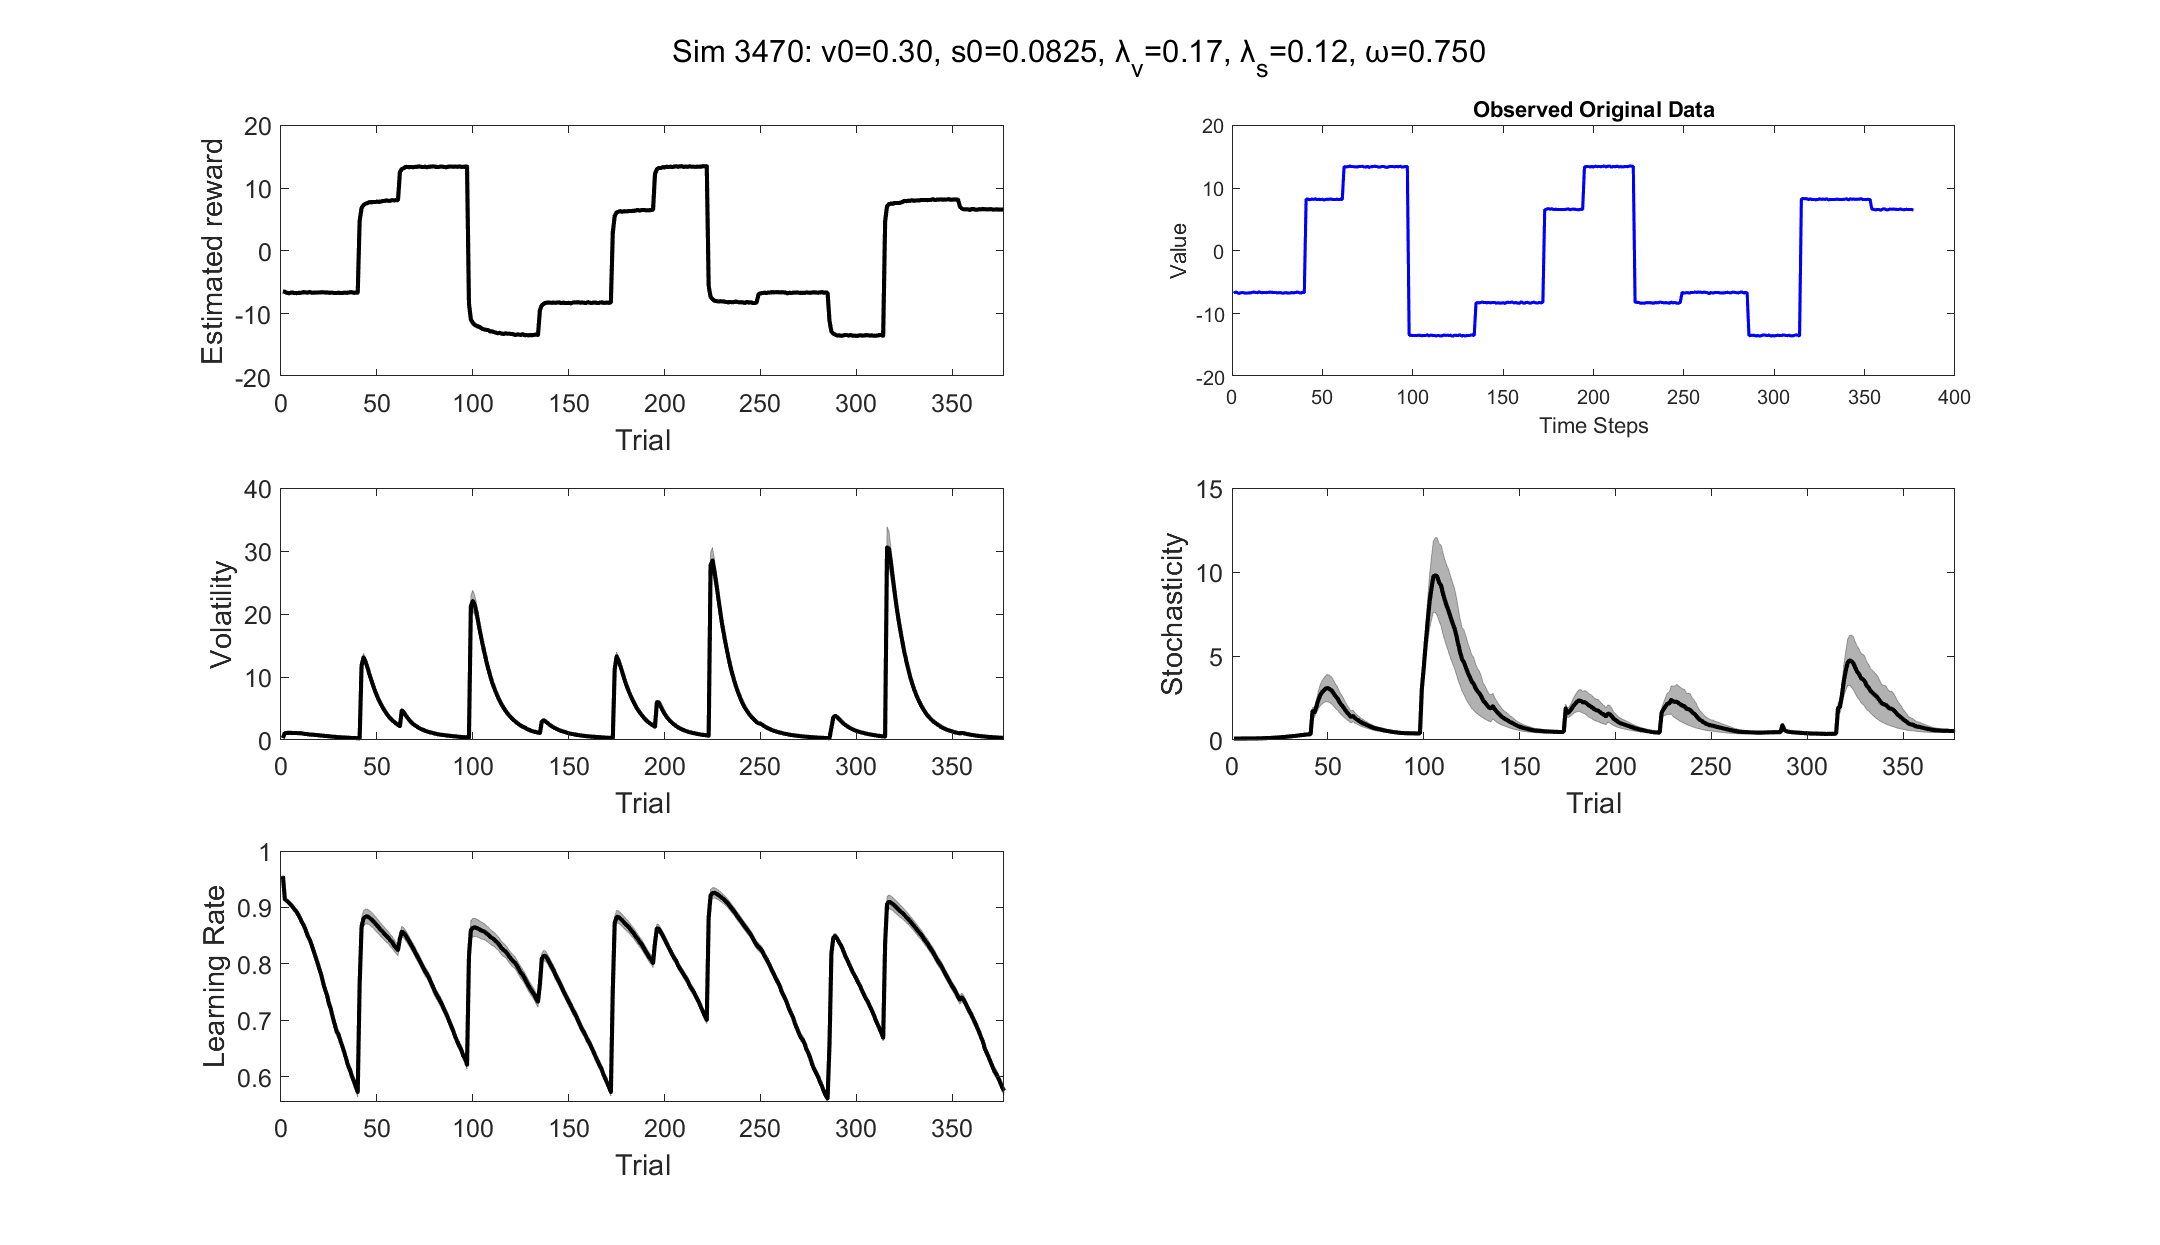 Sim 3470: v0=0.30, s0=0.0825, λv=0.17, λs=0.12, ω=0.750
Estimated reward
20
10
0
-10
-20
0 50 100 150 200 250 300 350
Trial
Observed Original Data
Value
20
10
0
-10
-20
0 50 100 150 200 250 300 350 400
Time Steps
Volatility
40
30
20
10
0
0 50 100 150 200 250 300 350
Trial
Stochasticity
15
10
5
0
0 50 100 150 200 250 300 350
Trial
Learning Rate
1
0.9
0.8
0.7
0.6
0 50 100 150 200 250 300 350
Trial